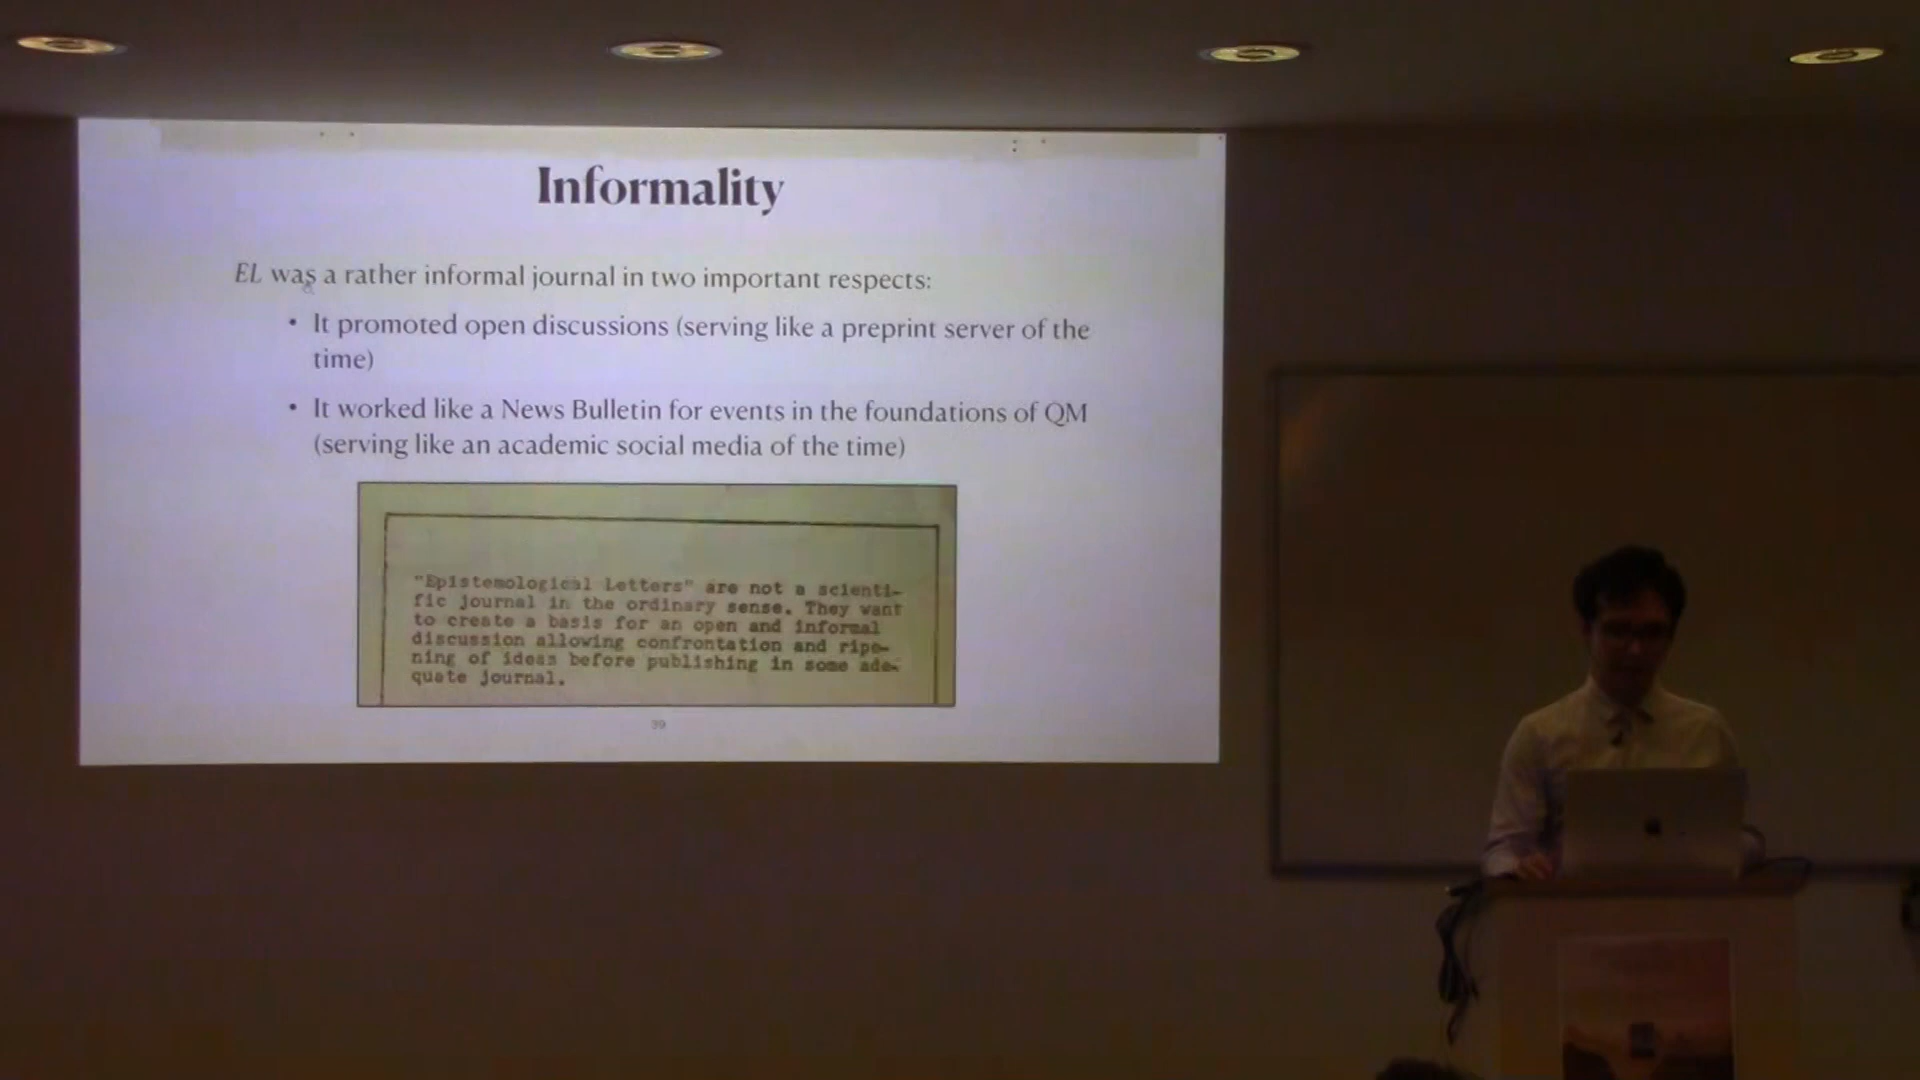 Informality
EL was a rather informal journal in two important respects:
• It promoted open discussions (serving like a preprint server of the
time)
• It worked like a News Bulletin for events in the foundations of QM
(serving like an academic social media of the time)
"Epistemological Letters" are not a scienti-
fic journal in the ordinary sense. They want
to create a basis for an open and informal
discussion allowing confrontation and ripe-
ning of ideas before publishing in some ade-
quate journal.
39